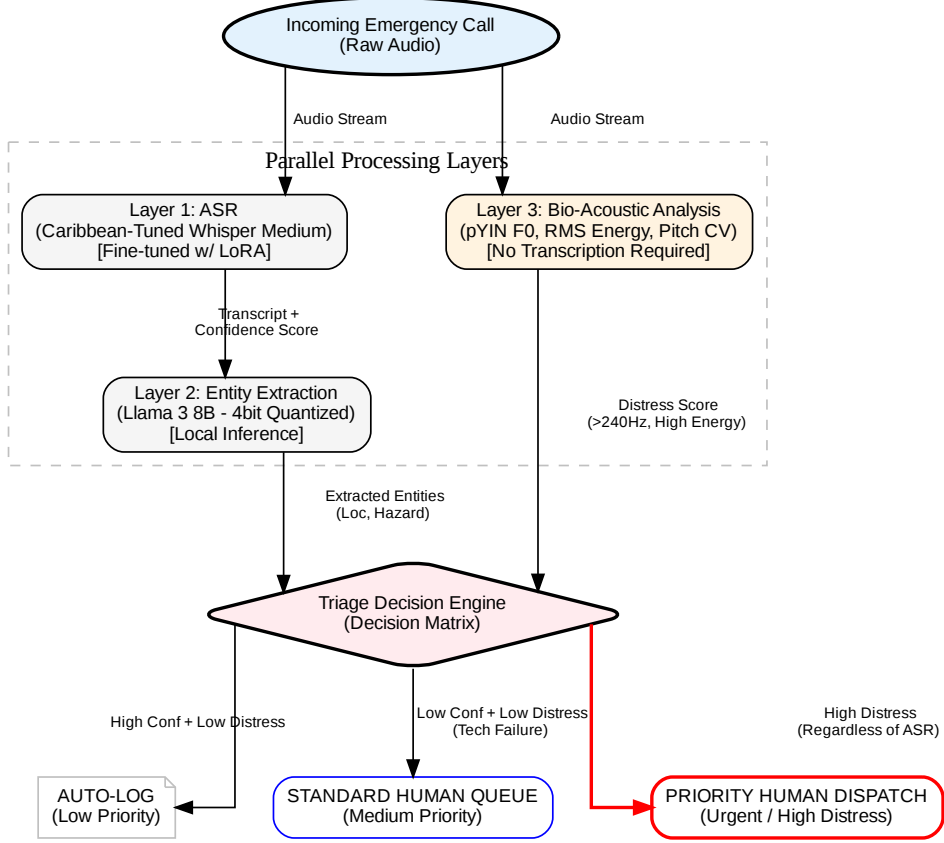 Incoming Emergency Call
(Raw Audio)
Audio Stream
Audio Stream
Parallel Processing Layers
Layer 1: ASR
(Caribbean-Tuned Whisper Medium)
[Fine-tuned w/ LoRA]
Layer 3: Bio-Acoustic Analysis
(pYIN F0, RMS Energy, Pitch CV)
[No Transcription Required]
Transcript +
Confidence Score
Layer 2: Entity Extraction
(Llama 3 8B - 4bit Quantized)
[Local Inference]
Distress Score
(>240Hz, High Energy)
Extracted Entities
(Loc, Hazard)
Triage Decision Engine
(Decision Matrix)
High Conf + Low Distress
Low Conf + Low Distress
(Tech Failure)
High Distress
(Regardless of ASR)
AUTO-LOG
(Low Priority)
STANDARD HUMAN QUEUE
(Medium Priority)
PRIORITY HUMAN DISPATCH
(Urgent / High Distress)